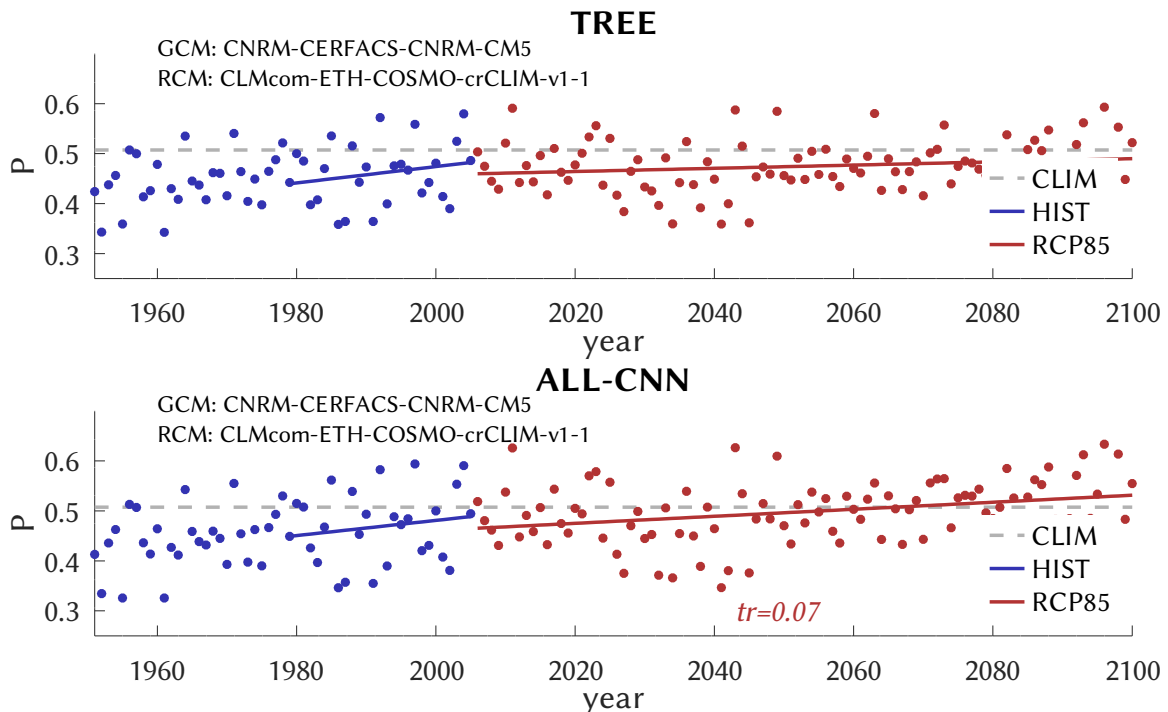 TREE
GCM: CNRM-CERFACS-CNRM-CM5
RCM: CLMcom-ETH-COSMO-crCLIM-v1-1
P
0.6
0.5
0.4
0.3
CLIM
HIST
RCP85
1960 1980 2000 2020 2040 2060 2080 2100
year
ALL-CNN
GCM: CNRM-CERFACS-CNRM-CM5
RCM: CLMcom-ETH-COSMO-crCLIM-v1-1
P
0.6
0.5
0.4
0.3
CLIM
HIST
RCP85
tr=0.07
1960 1980 2000 2020 2040 2060 2080 2100
year